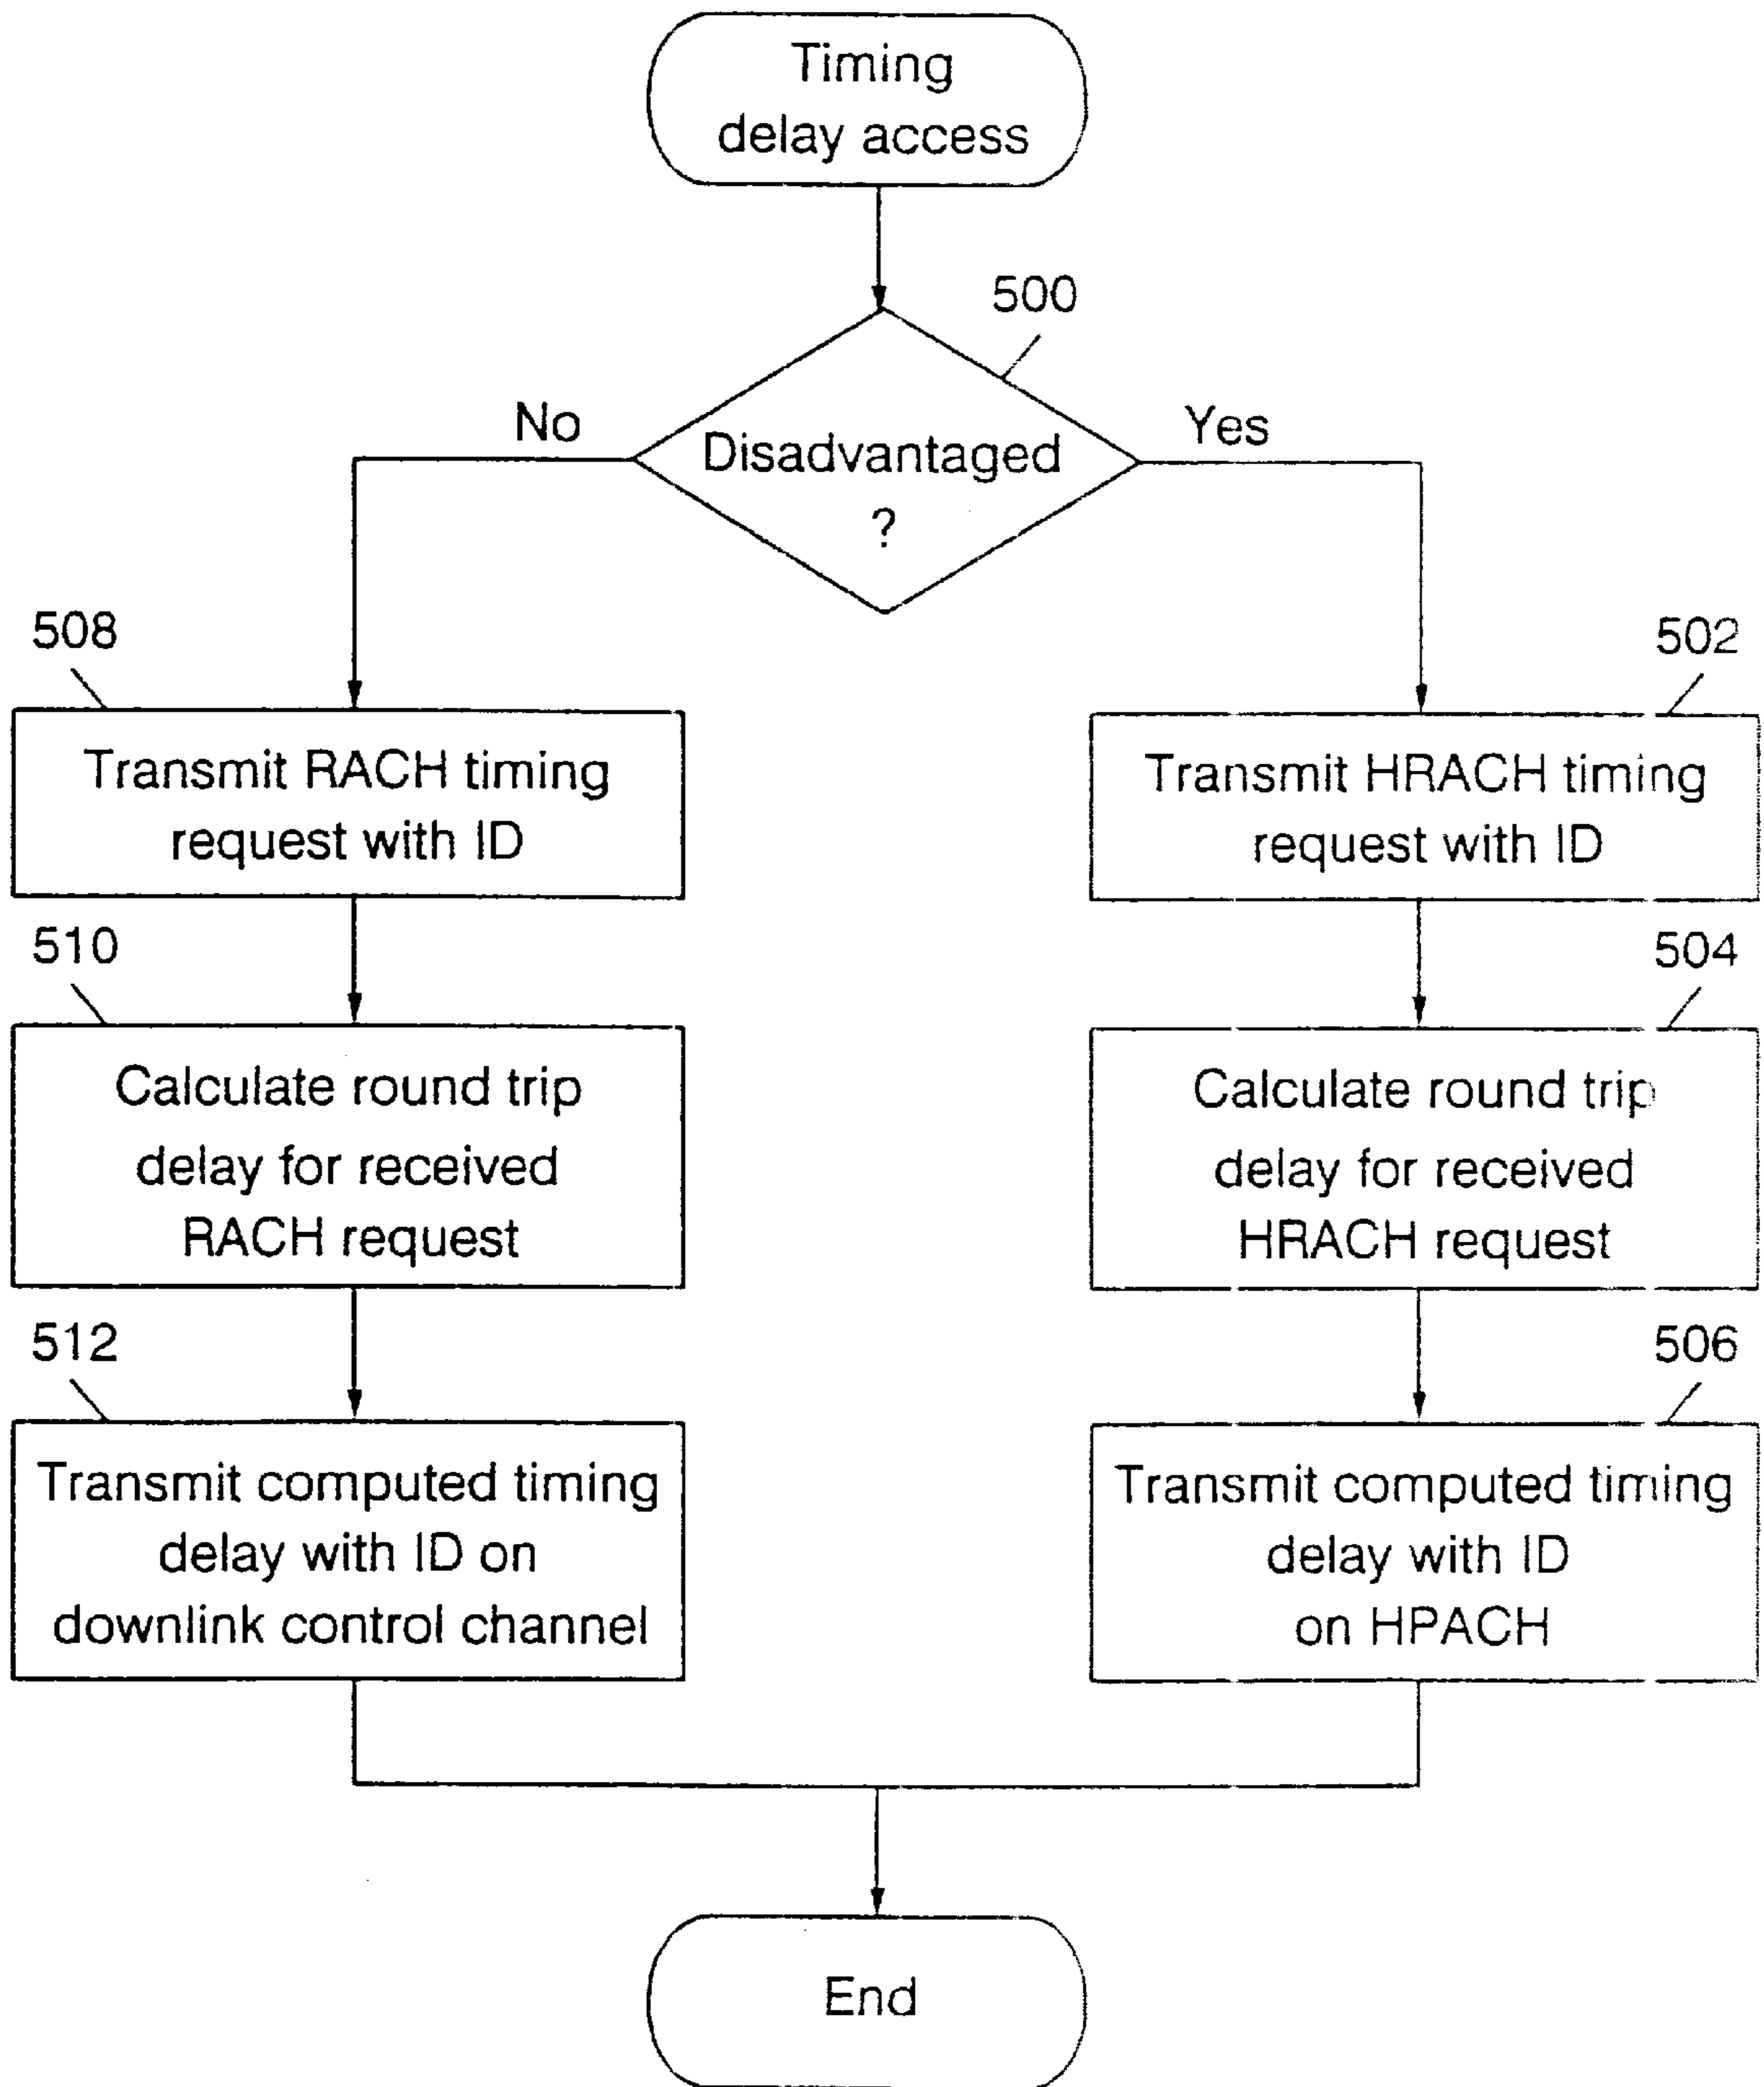 Timing
delay access
500
No
Yes
Disadvantaged
?
508
Transmit RACH timing
request with ID
502
Transmit HRACH timing
request with ID
510
Calculate round trip
delay for received
RACH request
504
Calculate round trip
delay for received
HRACH request
512
Transmit computed timing
delay with ID on
downlink control channel
506
Transmit computed timing
delay with ID
on HPACH
End